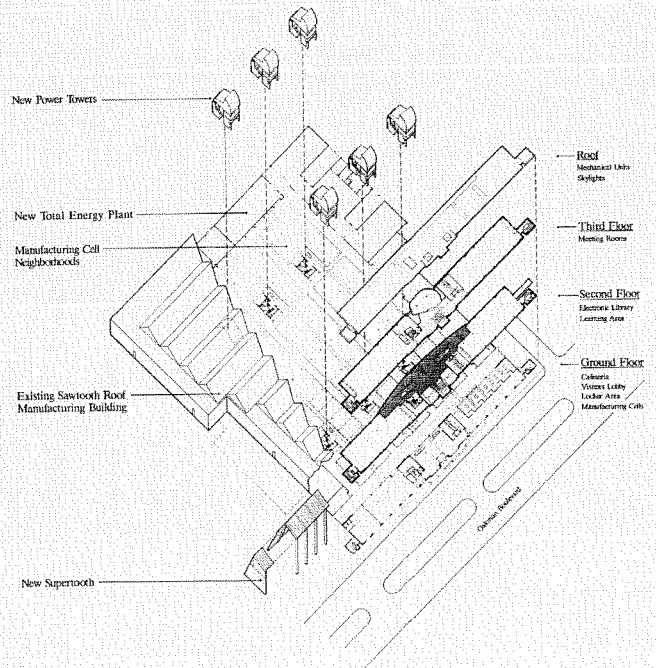 New Power Towers
New Total Energy Plant
Manufacturing Cell
Neighborhoods
Existing Sawtooth Roof
Manufacturing Building
New Supertooth
Roof
Mechanical Units
Skylights
Third Floor
Meeting Rooms
Second Floor
Electronic Library
Learning Area
Ground Floor
Cafeteria
Visitors Lobby
Locker Area
Manufacturing Cells
Oakman Boulevard